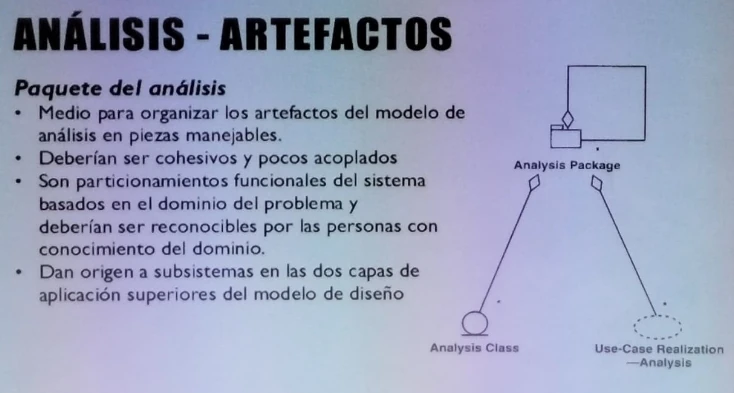 ANÁLISIS - ARTEFACTOS
Paquete del análisis
• Medio para organizar los artefactos del modelo de
análisis en piezas manejables.
• Deberían ser cohesivos y pocos acoplados
• Son particionamientos funcionales del sistema
basados en el dominio del problema y
deberían ser reconocibles por las personas con
conocimiento del dominio.
• Dan origen a subsistemas en las dos capas de
aplicación superiores del modelo de diseño
Analysis Package
Analysis Class
Use-Case Realization
—Analysis